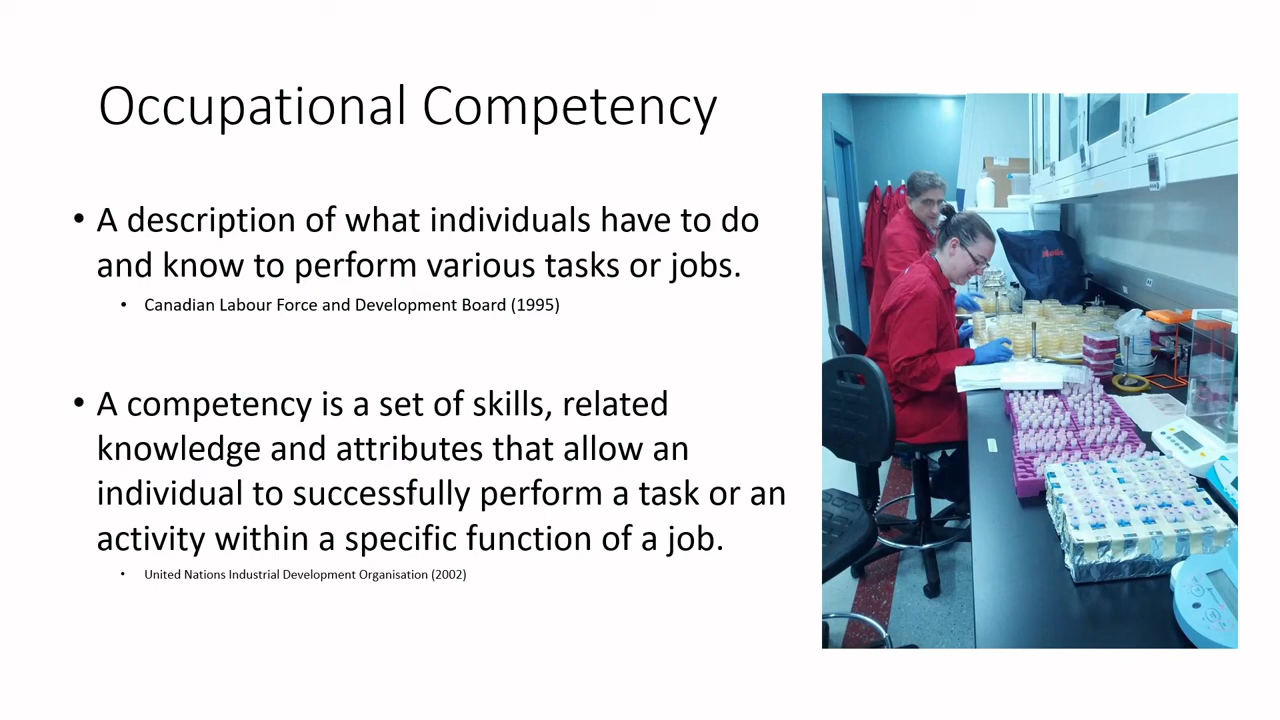 Occupational Competency
• A description of what individuals have to do
and know to perform various tasks or jobs.
• Canadian Labour Force and Development Board (1995)
• A competency is a set of skills, related
knowledge and attributes that allow an
individual to successfully perform a task or an
activity within a specific function of a job.
• United Nations Industrial Development Organisation (2002)